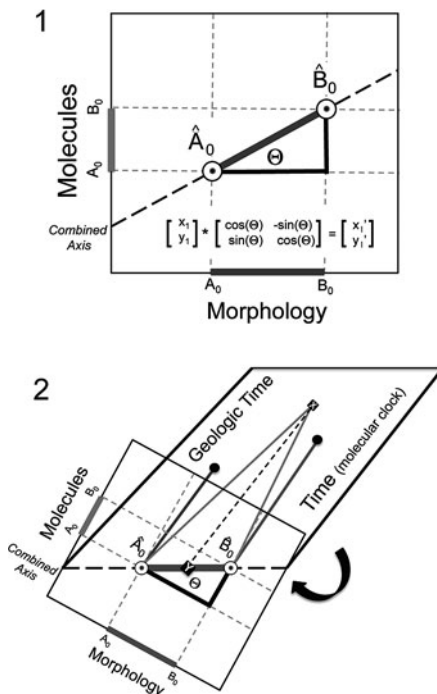 1
Molecules
B₀
A₀
Â₀
B̂₀
Θ
Combined
Axis
[ x₁ y₁ ] * [ cos(Θ) -sin(Θ) sin(Θ) cos(Θ) ] = [ x₁' y₁' ]
A₀
B₀
Morphology
2
Geologic Time
Time (molecular clock)
X
Molecules
B₀
A₀
Combined
Axis
Â₀
B̂₀
Y
Θ
A₀
B₀
Morphology